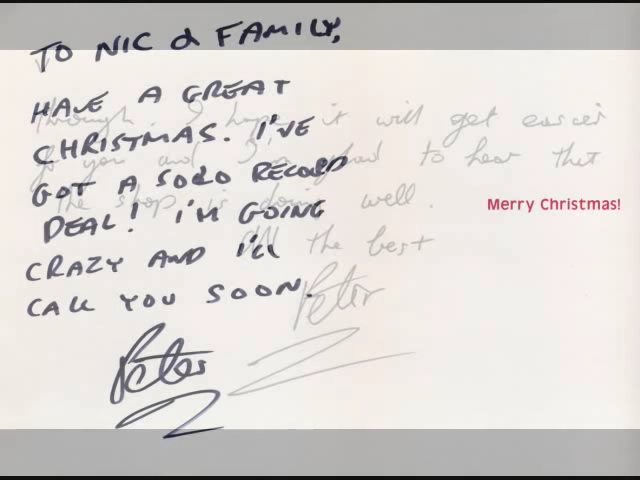 TO NIC & FAMILY,
HAVE A GREAT
CHRISTMAS. I'VE
GOT A SOLO RECORD
DEAL! I'M GOING
CRAZY AND I'LL
CALL YOU SOON.
Peter
through. I hope it will get easier
for you and I'm glad to hear that
the shop is doing well.
All the best
Peter
Merry Christmas!